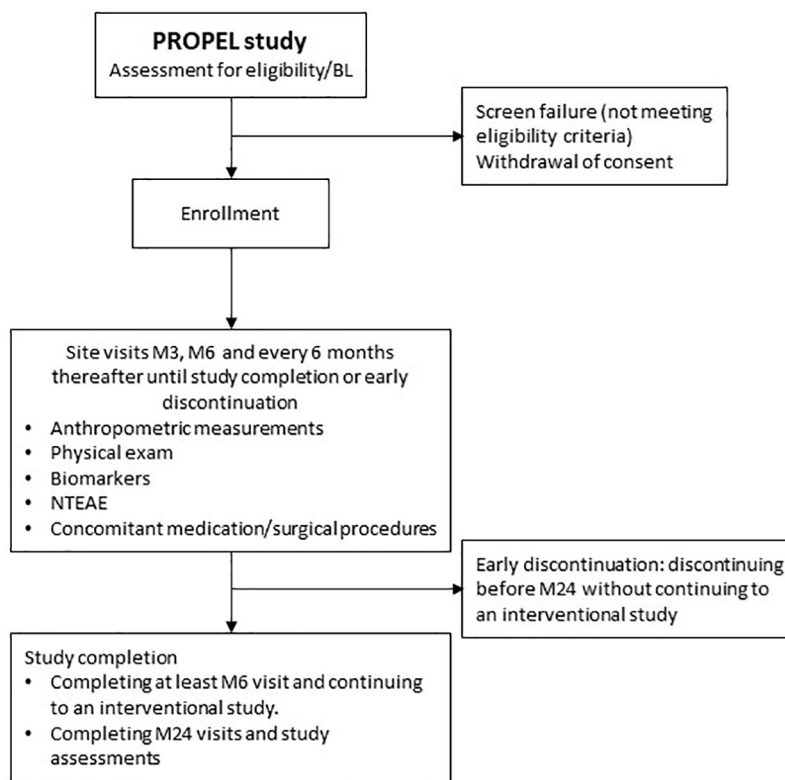 PROPEL study
Assessment for eligibility/BL
Screen failure (not meeting
eligibility criteria)
Withdrawal of consent
Enrollment
Site visits M3, M6 and every 6 months
thereafter until study completion or early
discontinuation
• Anthropometric measurements
• Physical exam
• Biomarkers
• NTEAE
• Concomitant medication/surgical procedures
Early discontinuation: discontinuing
before M24 without continuing to
an interventional study
Study completion
• Completing at least M6 visit and continuing
to an interventional study.
• Completing M24 visits and study
assessments